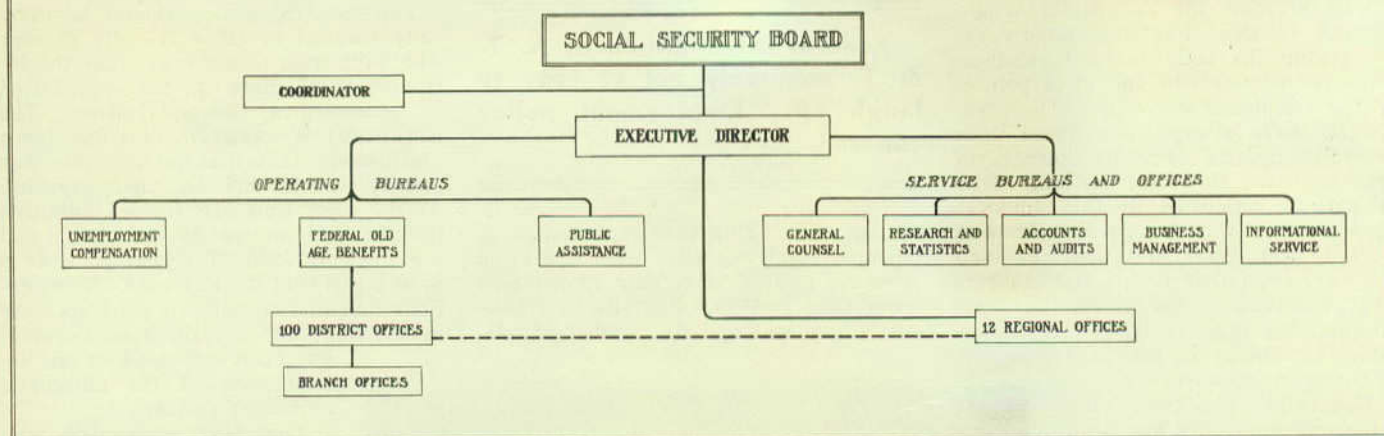 SOCIAL SECURITY BOARD
COORDINATOR
EXECUTIVE DIRECTOR
OPERATING BUREAUS
SERVICE BUREAUS AND OFFICES
UNEMPLOYMENT
COMPENSATION
FEDERAL OLD
AGE BENEFITS
PUBLIC
ASSISTANCE
GENERAL
COUNSEL
RESEARCH AND
STATISTICS
ACCOUNTS
AND AUDITS
BUSINESS
MANAGEMENT
INFORMATIONAL
SERVICE
100 DISTRICT OFFICES
12 REGIONAL OFFICES
BRANCH OFFICES